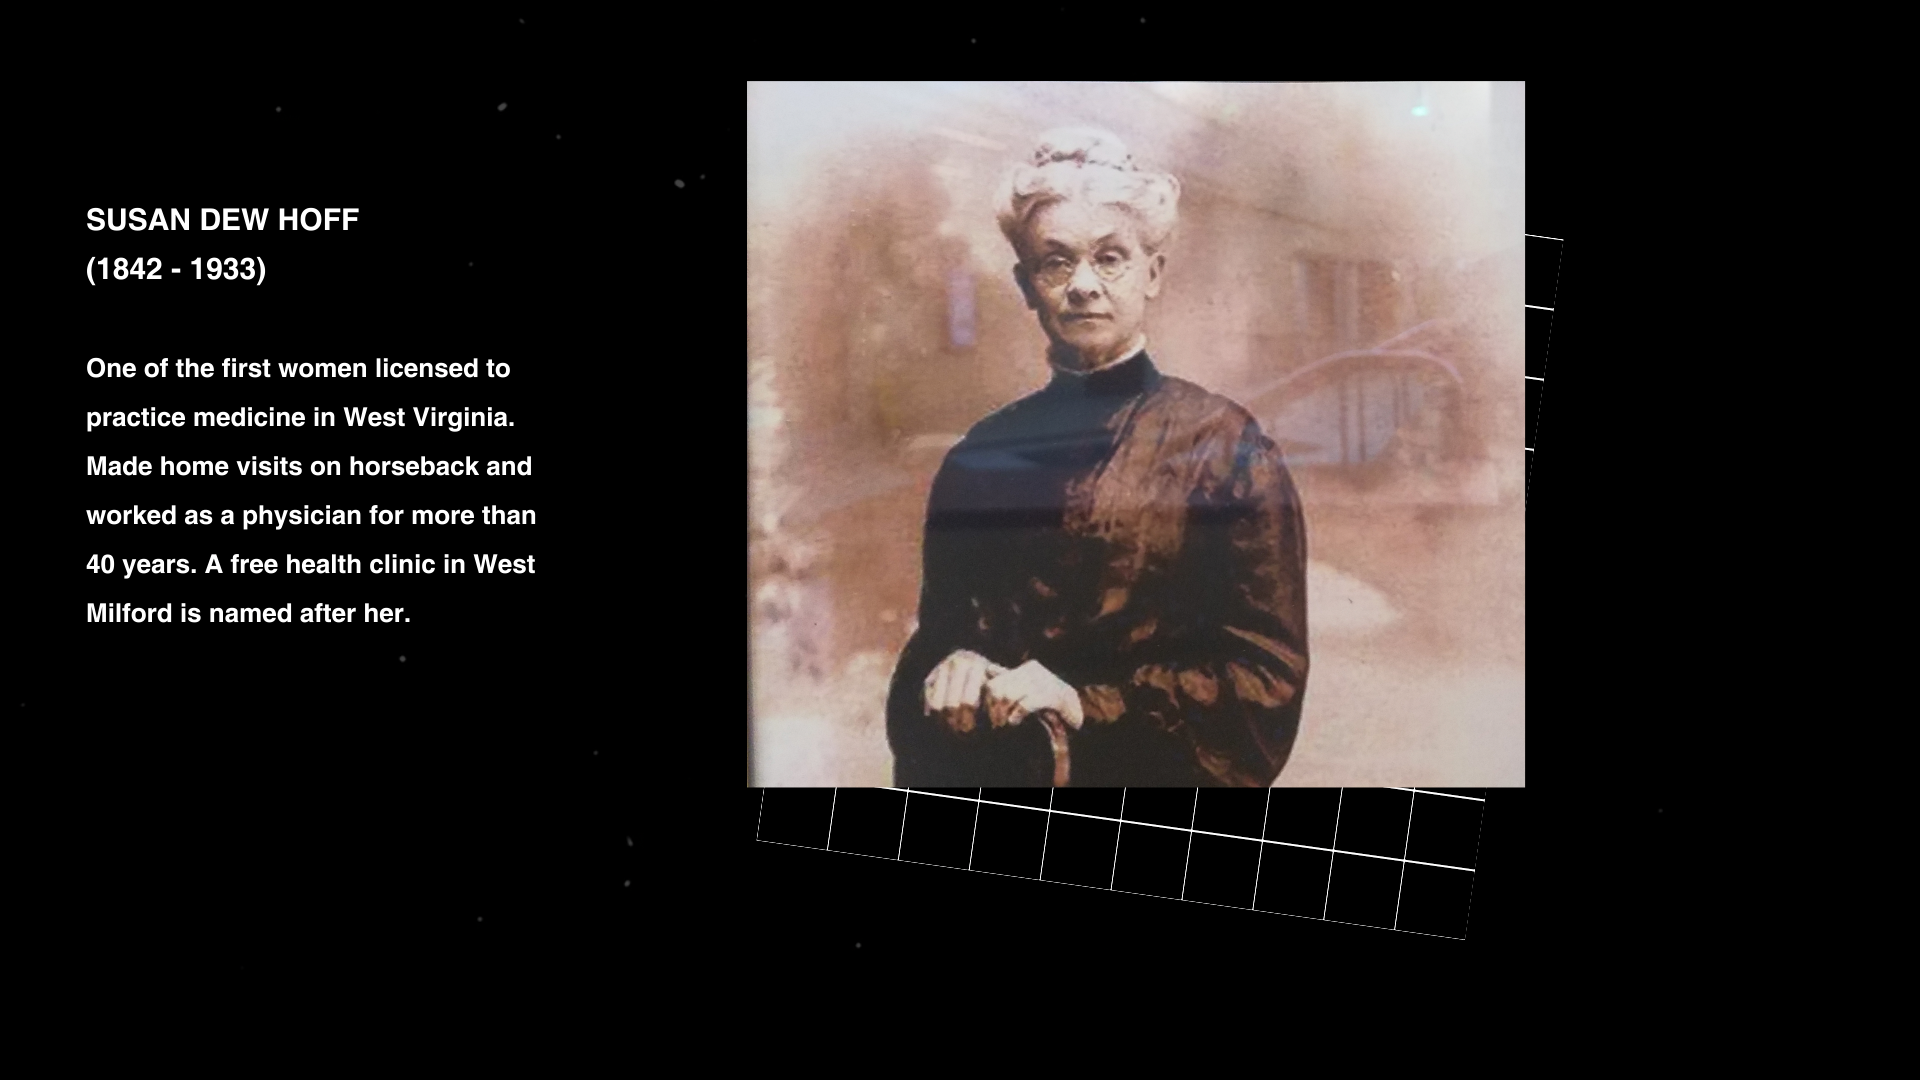 SUSAN DEW HOFF
(1842 - 1933)
One of the first women licensed to
practice medicine in West Virginia.
Made home visits on horseback and
worked as a physician for more than
40 years. A free health clinic in West
Milford is named after her.